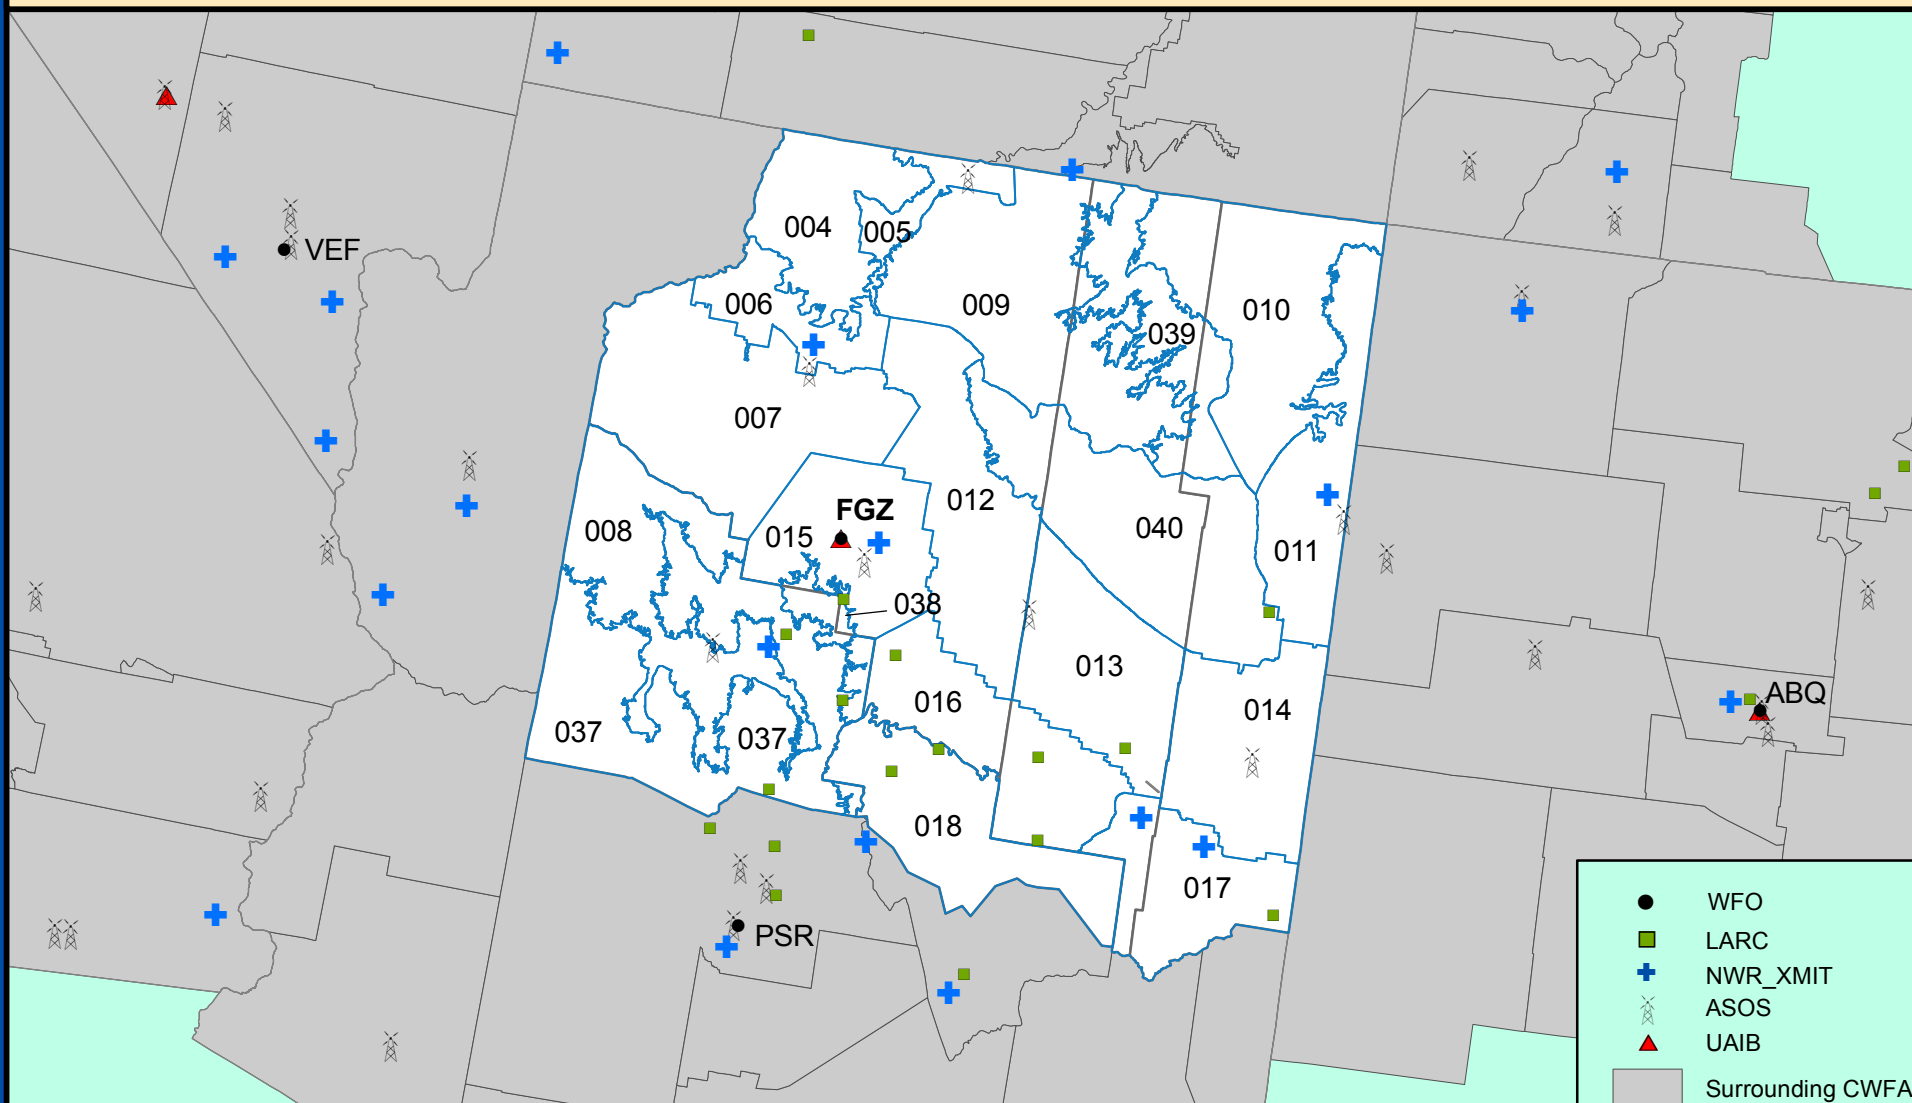 004
005
VEF
006
009
010
039
007
012
FGZ
008
015
040
011
038
013
016
014
ABQ
037
037
018
017
PSR
WFO
LARC
NWR_XMIT
ASOS
UAIB
Surrounding CWFA